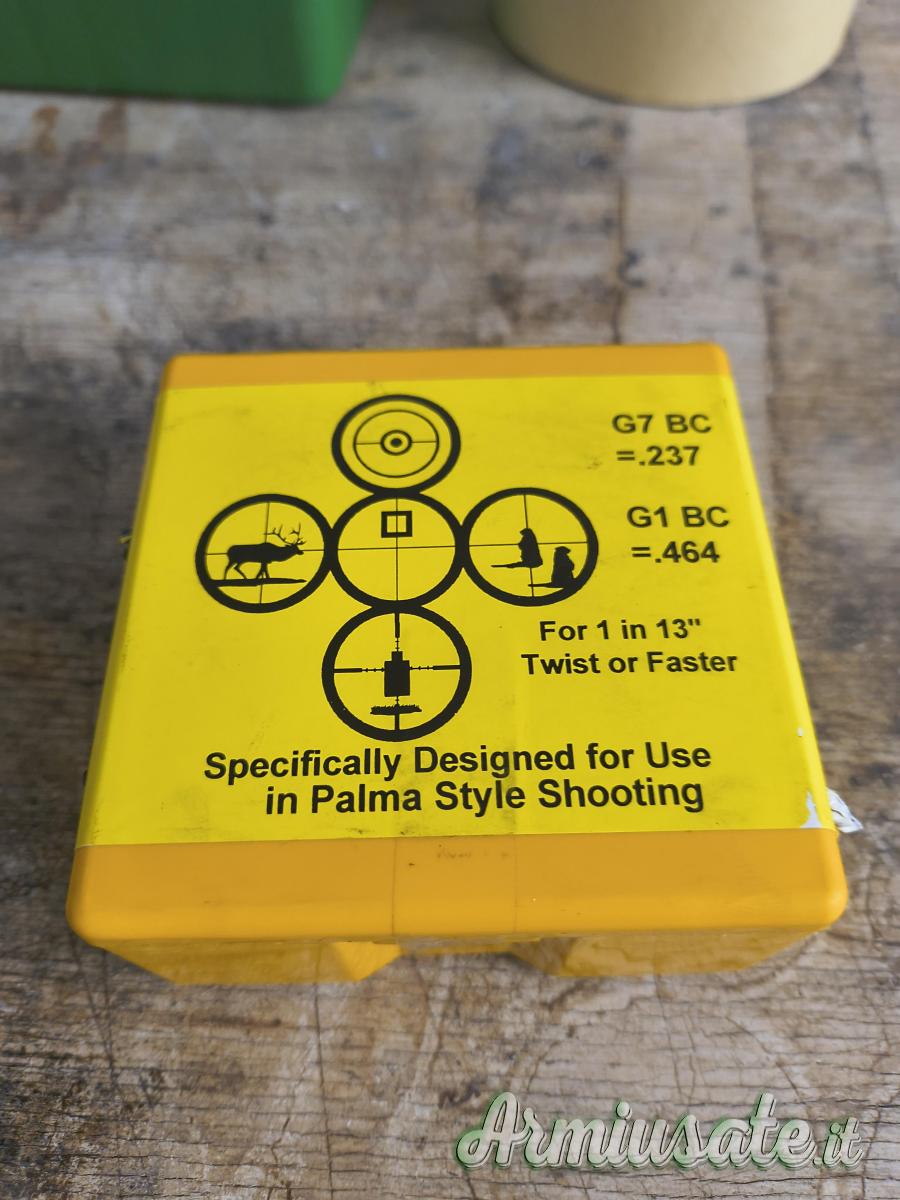 G7 BC
=.237
G1 BC
=.464
For 1 in 13"
Twist or Faster
Specifically Designed for Use
in Palma Style Shooting
Armiusate.it